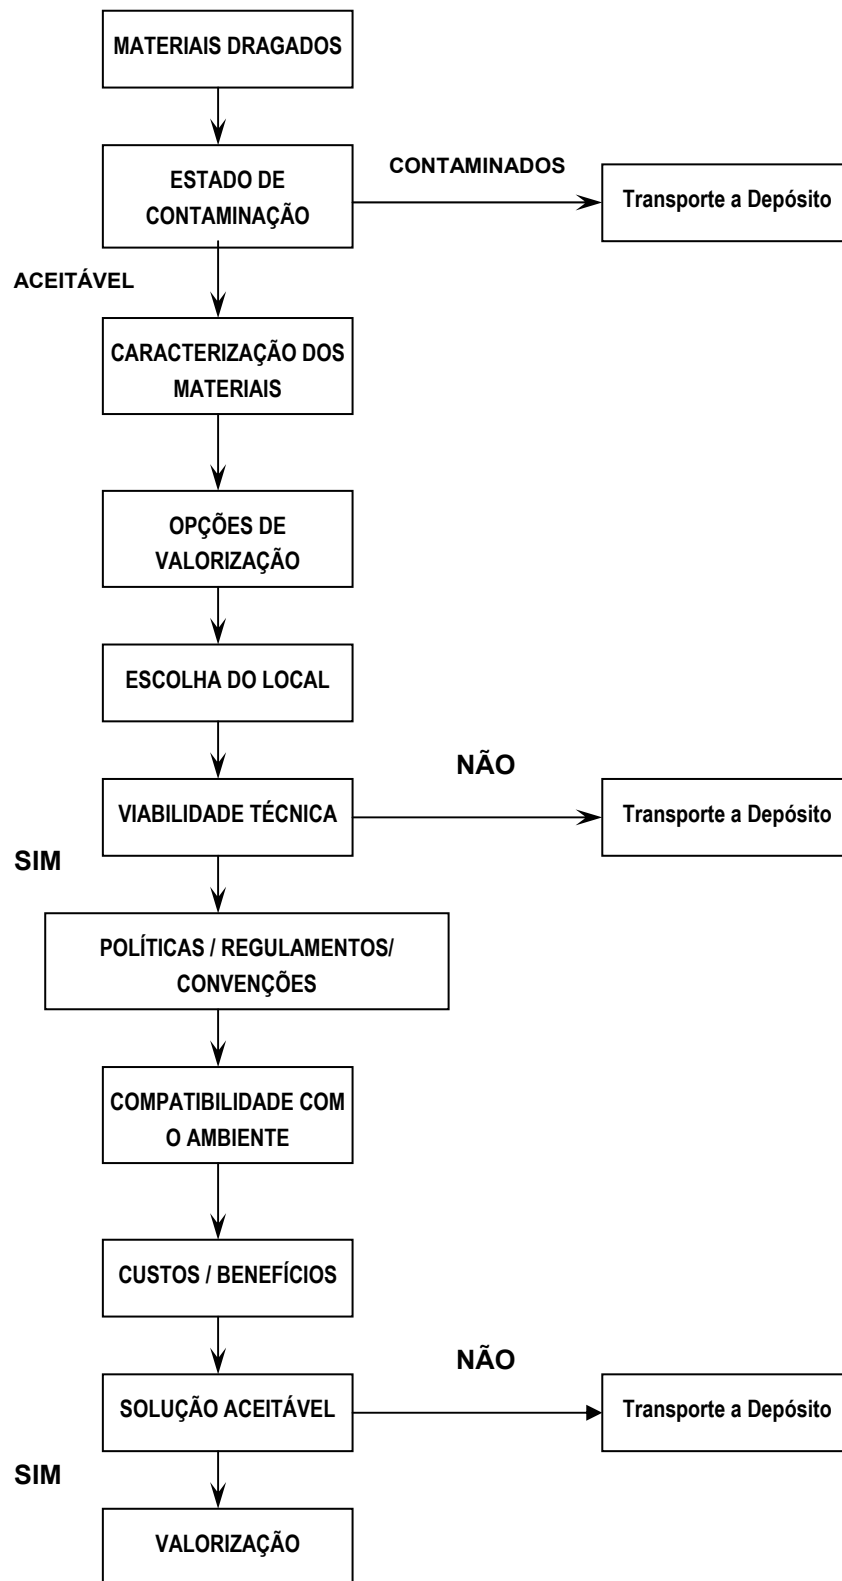 MATERIAIS DRAGADOS
ESTADO DE
CONTAMINAÇÃO
CONTAMINADOS
Transporte a Depósito
ACEITÁVEL
CARACTERIZAÇÃO DOS
MATERIAIS
OPÇÕES DE
VALORIZAÇÃO
ESCOLHA DO LOCAL
VIABILIDADE TÉCNICA
NÃO
Transporte a Depósito
SIM
POLÍTICAS / REGULAMENTOS/
CONVENÇÕES
COMPATIBILIDADE COM
O AMBIENTE
CUSTOS / BENEFÍCIOS
SOLUÇÃO ACEITÁVEL
NÃO
Transporte a Depósito
SIM
VALORIZAÇÃO